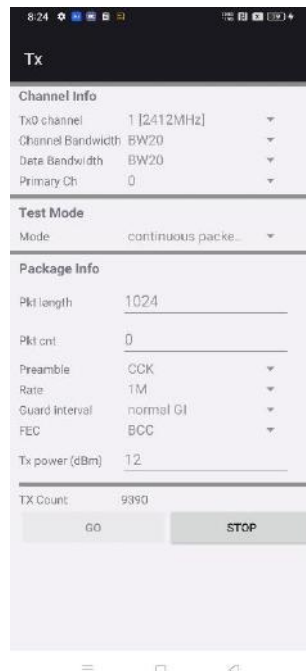 8:24
Tx
Channel Info
Tx0 channel 1 [2412MHz]
Channel Bandwidth BW20
Data Bandwidth BW20
Primary Ch 0
Test Mode
Mode continuous packe...
Package Info
Pkt length 1024
Pkt cnt 0
Preamble CCK
Rate 1M
Guard interval normal GI
FEC BCC
Tx power (dBm) 12
TX Count 9390
GO STOP